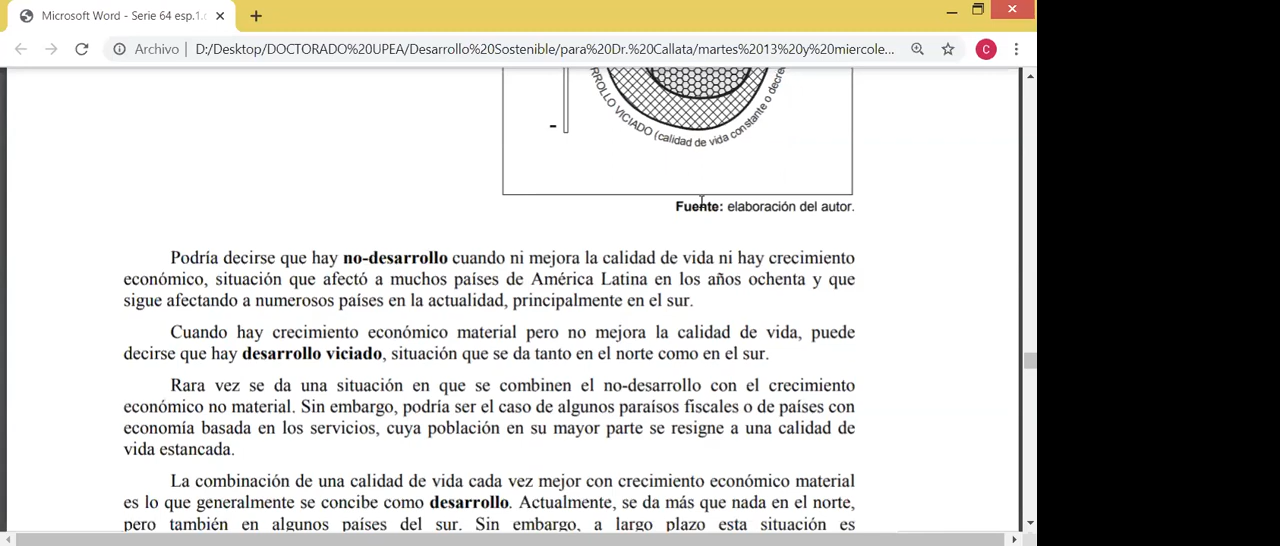 Microsoft Word - Serie 64 esp.1.
Archivo
D:/Desktop/DOCTORADO%20UPEA/Desarrollo%20Sostenible/para%20Dr.%20Callata/martes%2013%20y%20miercole...
C
RROLLO VICIADO (calidad de vida constante o decre
-
Fuente: elaboración del autor.
Podría decirse que hay no-desarrollo cuando ni mejora la calidad de vida ni hay crecimiento
económico, situación que afectó a muchos países de América Latina en los años ochenta y que
sigue afectando a numerosos países en la actualidad, principalmente en el sur.
Cuando hay crecimiento económico material pero no mejora la calidad de vida, puede
decirse que hay desarrollo viciado, situación que se da tanto en el norte como en el sur.
Rara vez se da una situación en que se combinen el no-desarrollo con el crecimiento
económico no material. Sin embargo, podría ser el caso de algunos paraísos fiscales o de países con
economía basada en los servicios, cuya población en su mayor parte se resigne a una calidad de
vida estancada.
La combinación de una calidad de vida cada vez mejor con crecimiento económico material
es lo que generalmente se concibe como desarrollo. Actualmente, se da más que nada en el norte,
pero también en algunos países del sur. Sin embargo, a largo plazo esta situación es